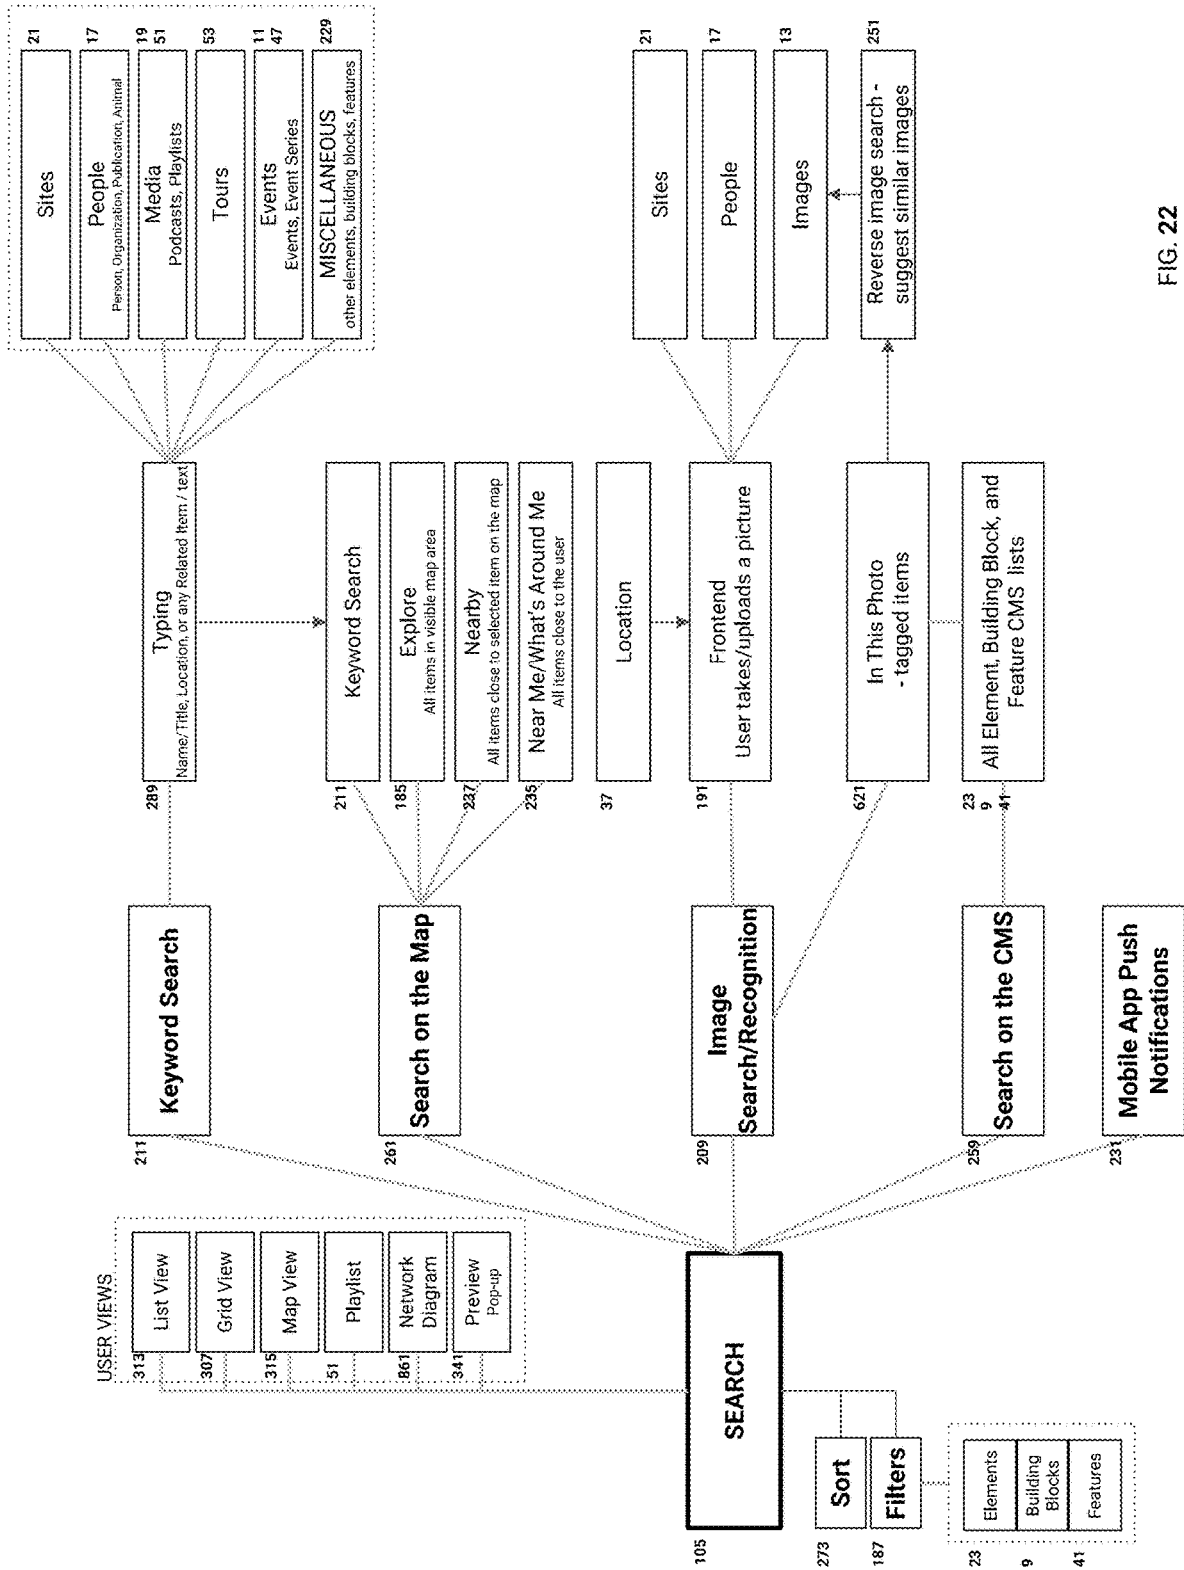 USER VIEWS
313
List View
307
Grid View
315
Map View
51
Playlist
861
Network
Diagram
341
Preview
Pop-up
105
SEARCH
273
Sort
187
Filters
23
Elements
9
Building
Blocks
41
Features
211
Keyword Search
261
Search on the Map
209
Image
Search/Recognition
259
Search on the CMS
231
Mobile App Push
Notifications
289
Typing
Name/Title, Location, or any Related Item / text
211
Keyword Search
185
Explore
All items in visible map area
237
Nearby
All items close to selected item on the map
235
Near Me/What's Around Me
All items close to the user
37
Location
191
Frontend
User takes/uploads a picture
621
In This Photo
- tagged items
23
9
41
All Element, Building Block, and
Feature CMS lists
21
Sites
17
People
Person, Organization, Publication, Animal
19
51
Media
Podcasts, Playlists
53
Tours
11
47
Events
Events, Event Series
229
MISCELLANEOUS
other elements, building blocks, features
21
Sites
17
People
13
Images
251
Reverse image search -
suggest similar images
FIG. 22